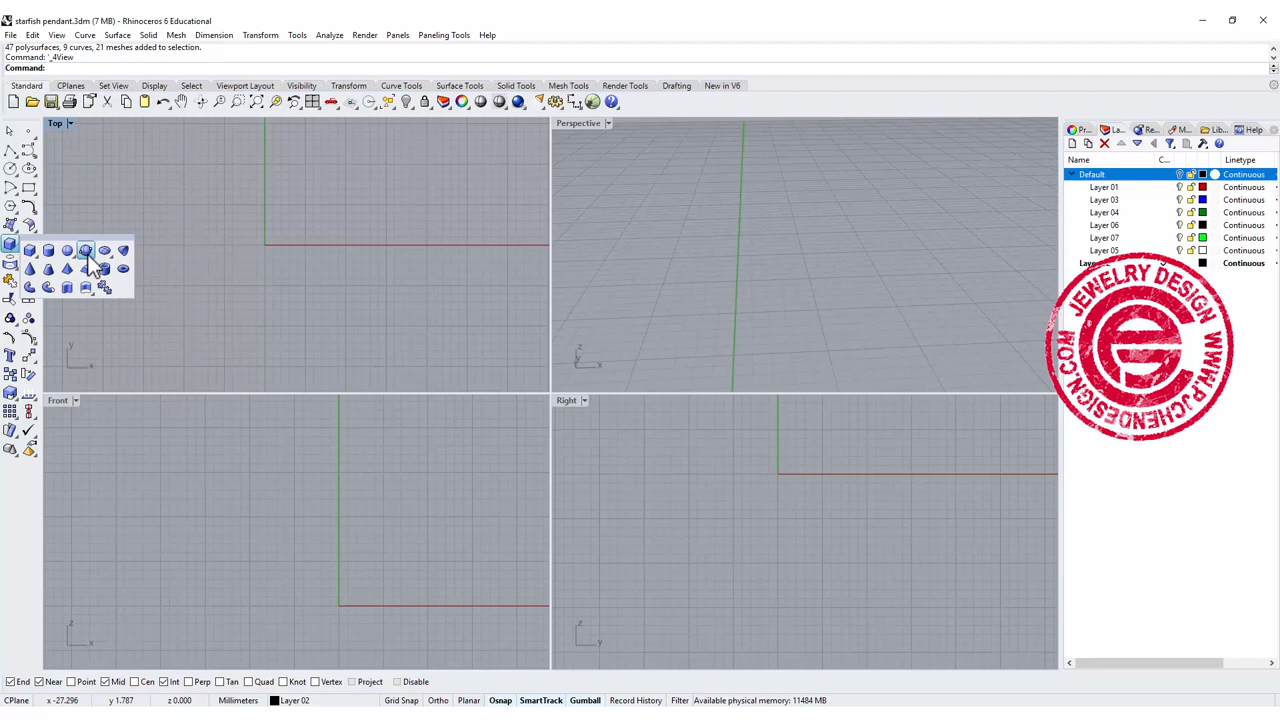 starfish pendant.3dm (7 MB) - Rhinoceros 6 Educational
File Edit View Curve Surface Solid Mesh Dimension Transform Tools Analyze Render Panels Paneling Tools Help
47 polysurfaces, 9 curves, 21 meshes added to selection.
Command: '_4View
Command:
Standard CPlanes Set View Display Select Viewport Layout Visibility Transform Curve Tools Surface Tools Solid Tools Mesh Tools Render Tools Drafting New in V6
Top Perspective
Pr... La... Re... M... Lib... Help
Name C... Linetype
Default Continuous
Layer 01 Continuous
Layer 03 Continuous
Layer 04 Continuous
Layer 06 Continuous
Layer 07 Continuous
Layer 05 Continuous
Continuous
JEWELRY DESIGN
WWW.PJCHENDESIGN.COM
y x
z y x
Front Right
z x
z y
End Near Point Mid Cen Int Perp Tan Quad Knot Vertex Project Disable
CPlane x -27.296 y 1.787 z 0.000 Millimeters Layer 02 Grid Snap Ortho Planar Osnap SmartTrack Gumball Record History Filter Available physical memory: 11484 MB